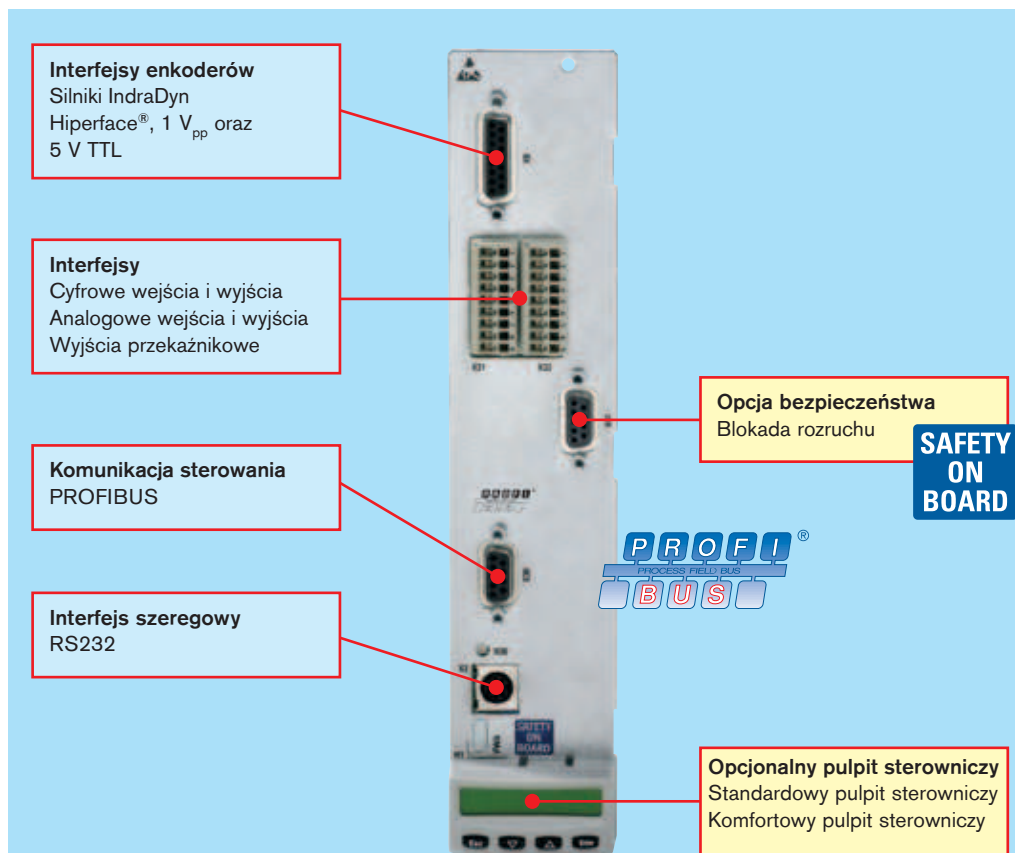 Interfejsy enkoderów
Silniki IndraDyn
Hiperface®, 1 Vpp oraz
5 V TTL
Interfejsy
Cyfrowe wejścia i wyjścia
Analogowe wejścia i wyjścia
Wyjścia przekaźnikowe
Opcja bezpieczeństwa
Blokada rozruchu
SAFETY
ON
BOARD
Komunikacja sterowania
PROFIBUS
PROFI®
PROCESS FIELD BUS
BUS
Interfejs szeregowy
RS232
SAFETY
ON
BOARD
Opcjonalny pulpit sterowniczy
Standardowy pulpit sterowniczy
Komfortowy pulpit sterowniczy
Esc
Enter